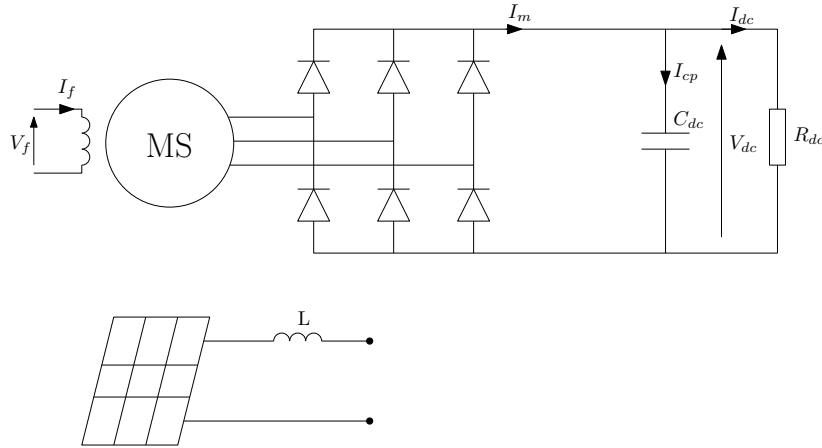 I_m
I_dc
I_f
I_cp
V_f
MS
C_dc
V_dc
R_dc
L